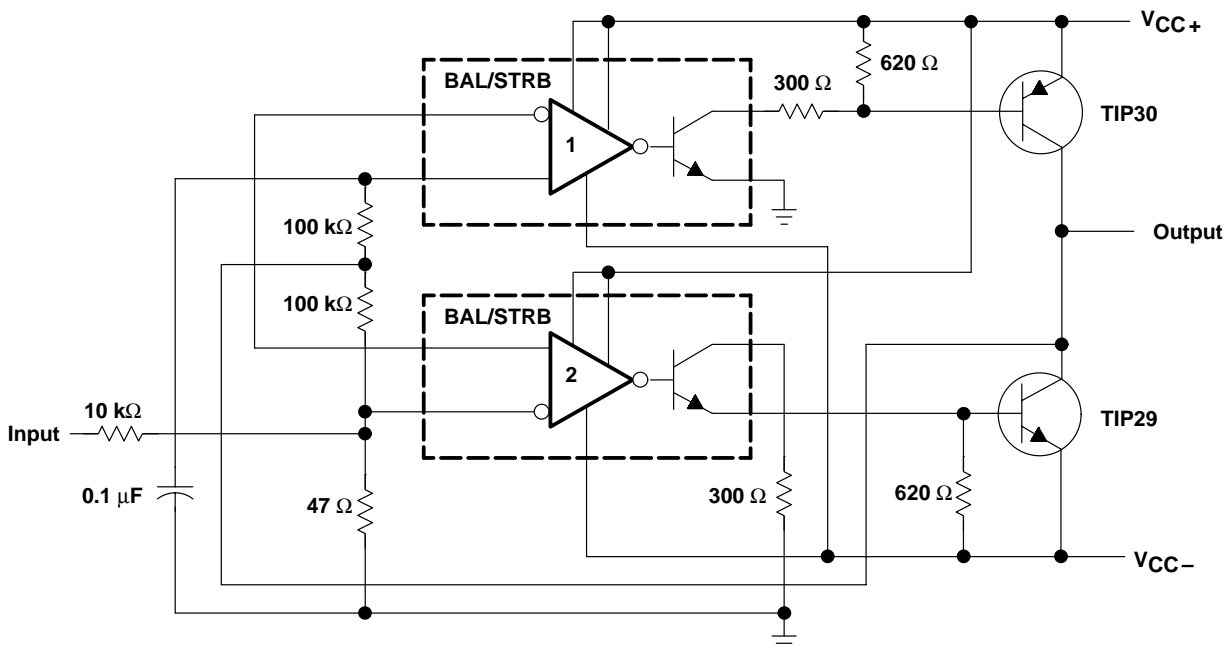 VCC+
BAL/STRB
620 Ω
300 Ω
TIP30
1
100 kΩ
Output
100 kΩ
BAL/STRB
2
10 kΩ
TIP29
Input
0.1 μF
47 Ω
300 Ω
620 Ω
VCC−